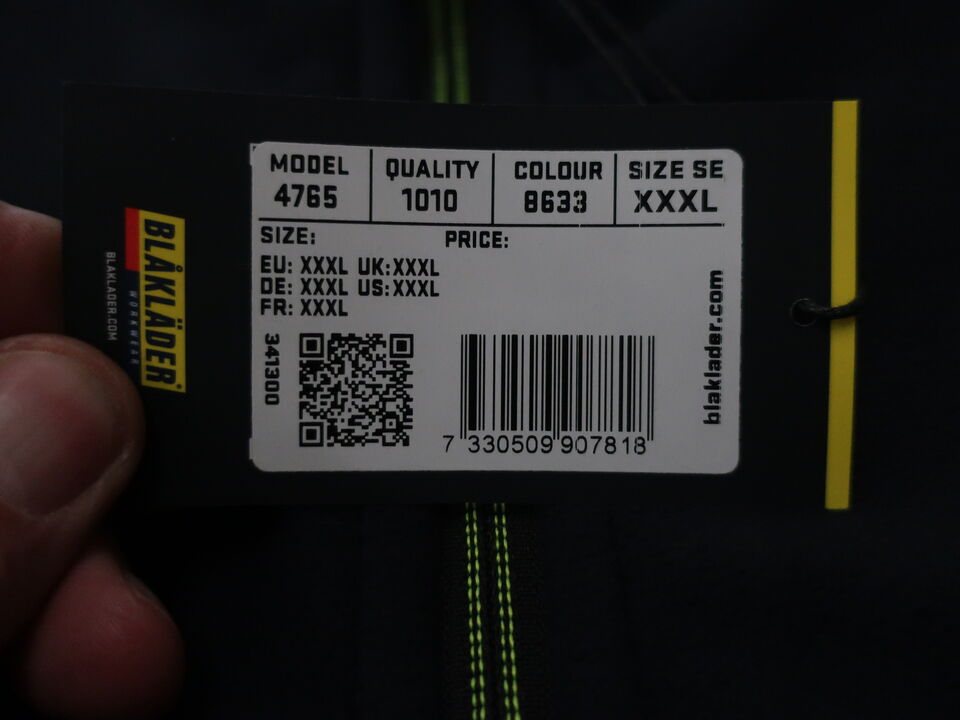 MODEL QUALITY COLOUR SIZE SE
4765 1010 8633 XXXL
SIZE: PRICE:
EU: XXXL UK:XXXL
DE: XXXL US:XXXL
FR: XXXL
341300
7 330509 907818
blaklader.com
BLÅKLÄDER®
WORKWEAR
BLAKLADER.COM